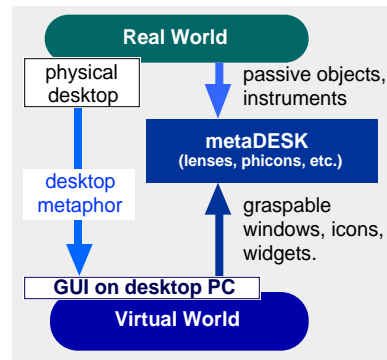 Real World
physical
desktop
passive objects,
instruments
metaDESK
(lenses, phicons, etc.)
desktop
metaphor
graspable
windows, icons,
widgets.
GUI on desktop PC
Virtual World